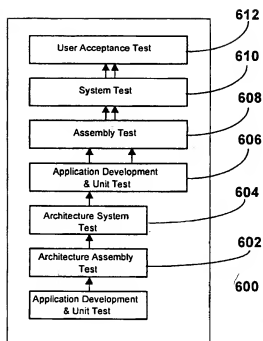 User Acceptance Test
612
System Test
610
Assembly Test
608
Application Development
& Unit Test
606
Architecture System
Test
604
Architecture Assembly
Test
602
Application Development
& Unit Test
600